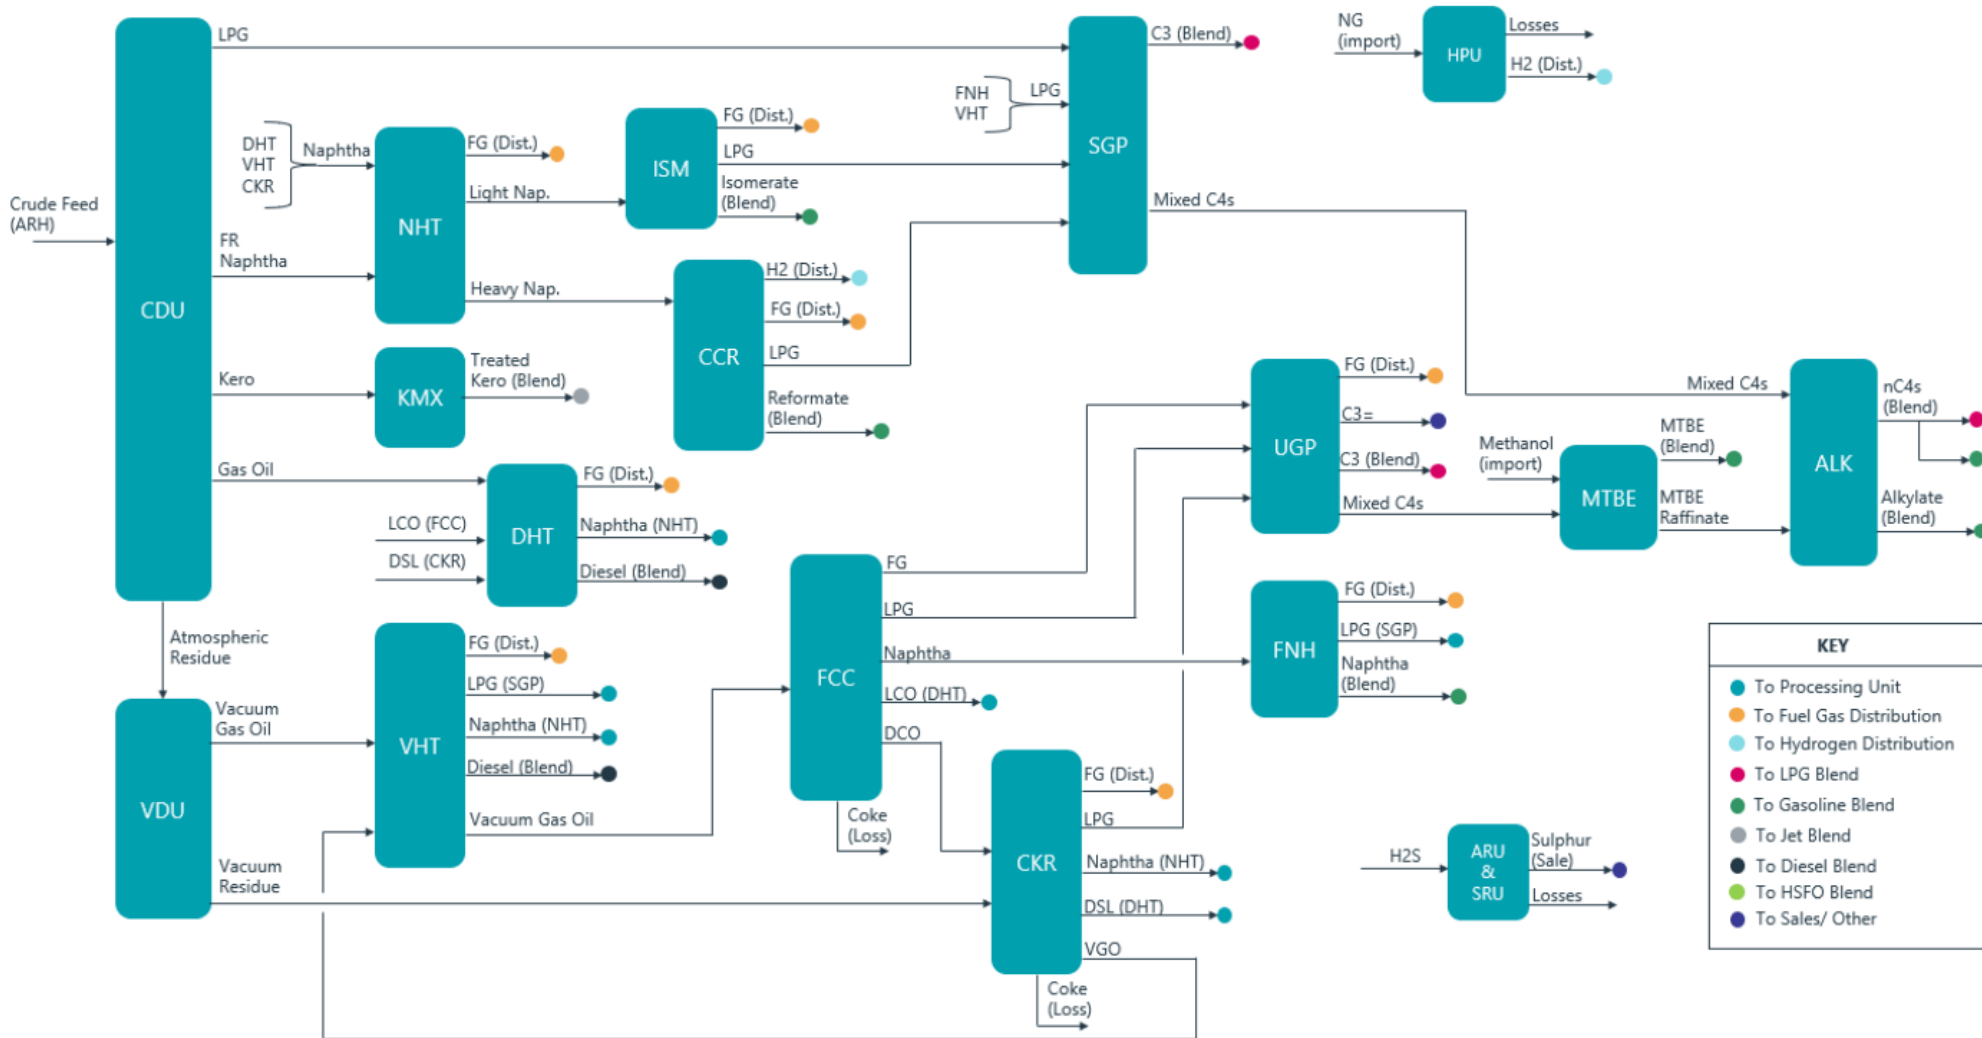 LPG
C3 (Blend)
NG
(import)
HPU
Losses
H2 (Dist.)
FNH
VHT
LPG
SGP
FG (Dist.)
LPG
ISM
Isomerate
(Blend)
DHT
VHT
CKR
Naphtha
FG (Dist.)
Light Nap.
NHT
Mixed C4s
Crude Feed
(ARH)
FR
Naphtha
Heavy Nap.
CDU
H2 (Dist.)
FG (Dist.)
LPG
CCR
Reformate
(Blend)
Kero
KMX
Treated
Kero (Blend)
Gas Oil
LCO (FCC)
DSL (CKR)
DHT
FG (Dist.)
Naphtha (NHT)
Diesel (Blend)
UGP
FG (Dist.)
C3=
C3 (Blend)
Mixed C4s
Methanol
(import)
MTBE
MTBE
(Blend)
MTBE
Raffinate
Mixed C4s
ALK
nC4s
(Blend)
Alkylate
(Blend)
Atmospheric
Residue
Vacuum
Gas Oil
VDU
Vacuum
Residue
VHT
FG (Dist.)
LPG (SGP)
Naphtha (NHT)
Diesel (Blend)
Vacuum Gas Oil
FCC
FG
LPG
Naphtha
LCO (DHT)
DCO
Coke
(Loss)
FNH
FG (Dist.)
LPG (SGP)
Naphtha
(Blend)
CKR
FG (Dist.)
LPG
Naphtha (NHT)
DSL (DHT)
VGO
Coke
(Loss)
H2S
ARU
&
SRU
Sulphur
(Sale)
Losses
KEY
To Processing Unit
To Fuel Gas Distribution
To Hydrogen Distribution
To LPG Blend
To Gasoline Blend
To Jet Blend
To Diesel Blend
To HSFO Blend
To Sales/ Other